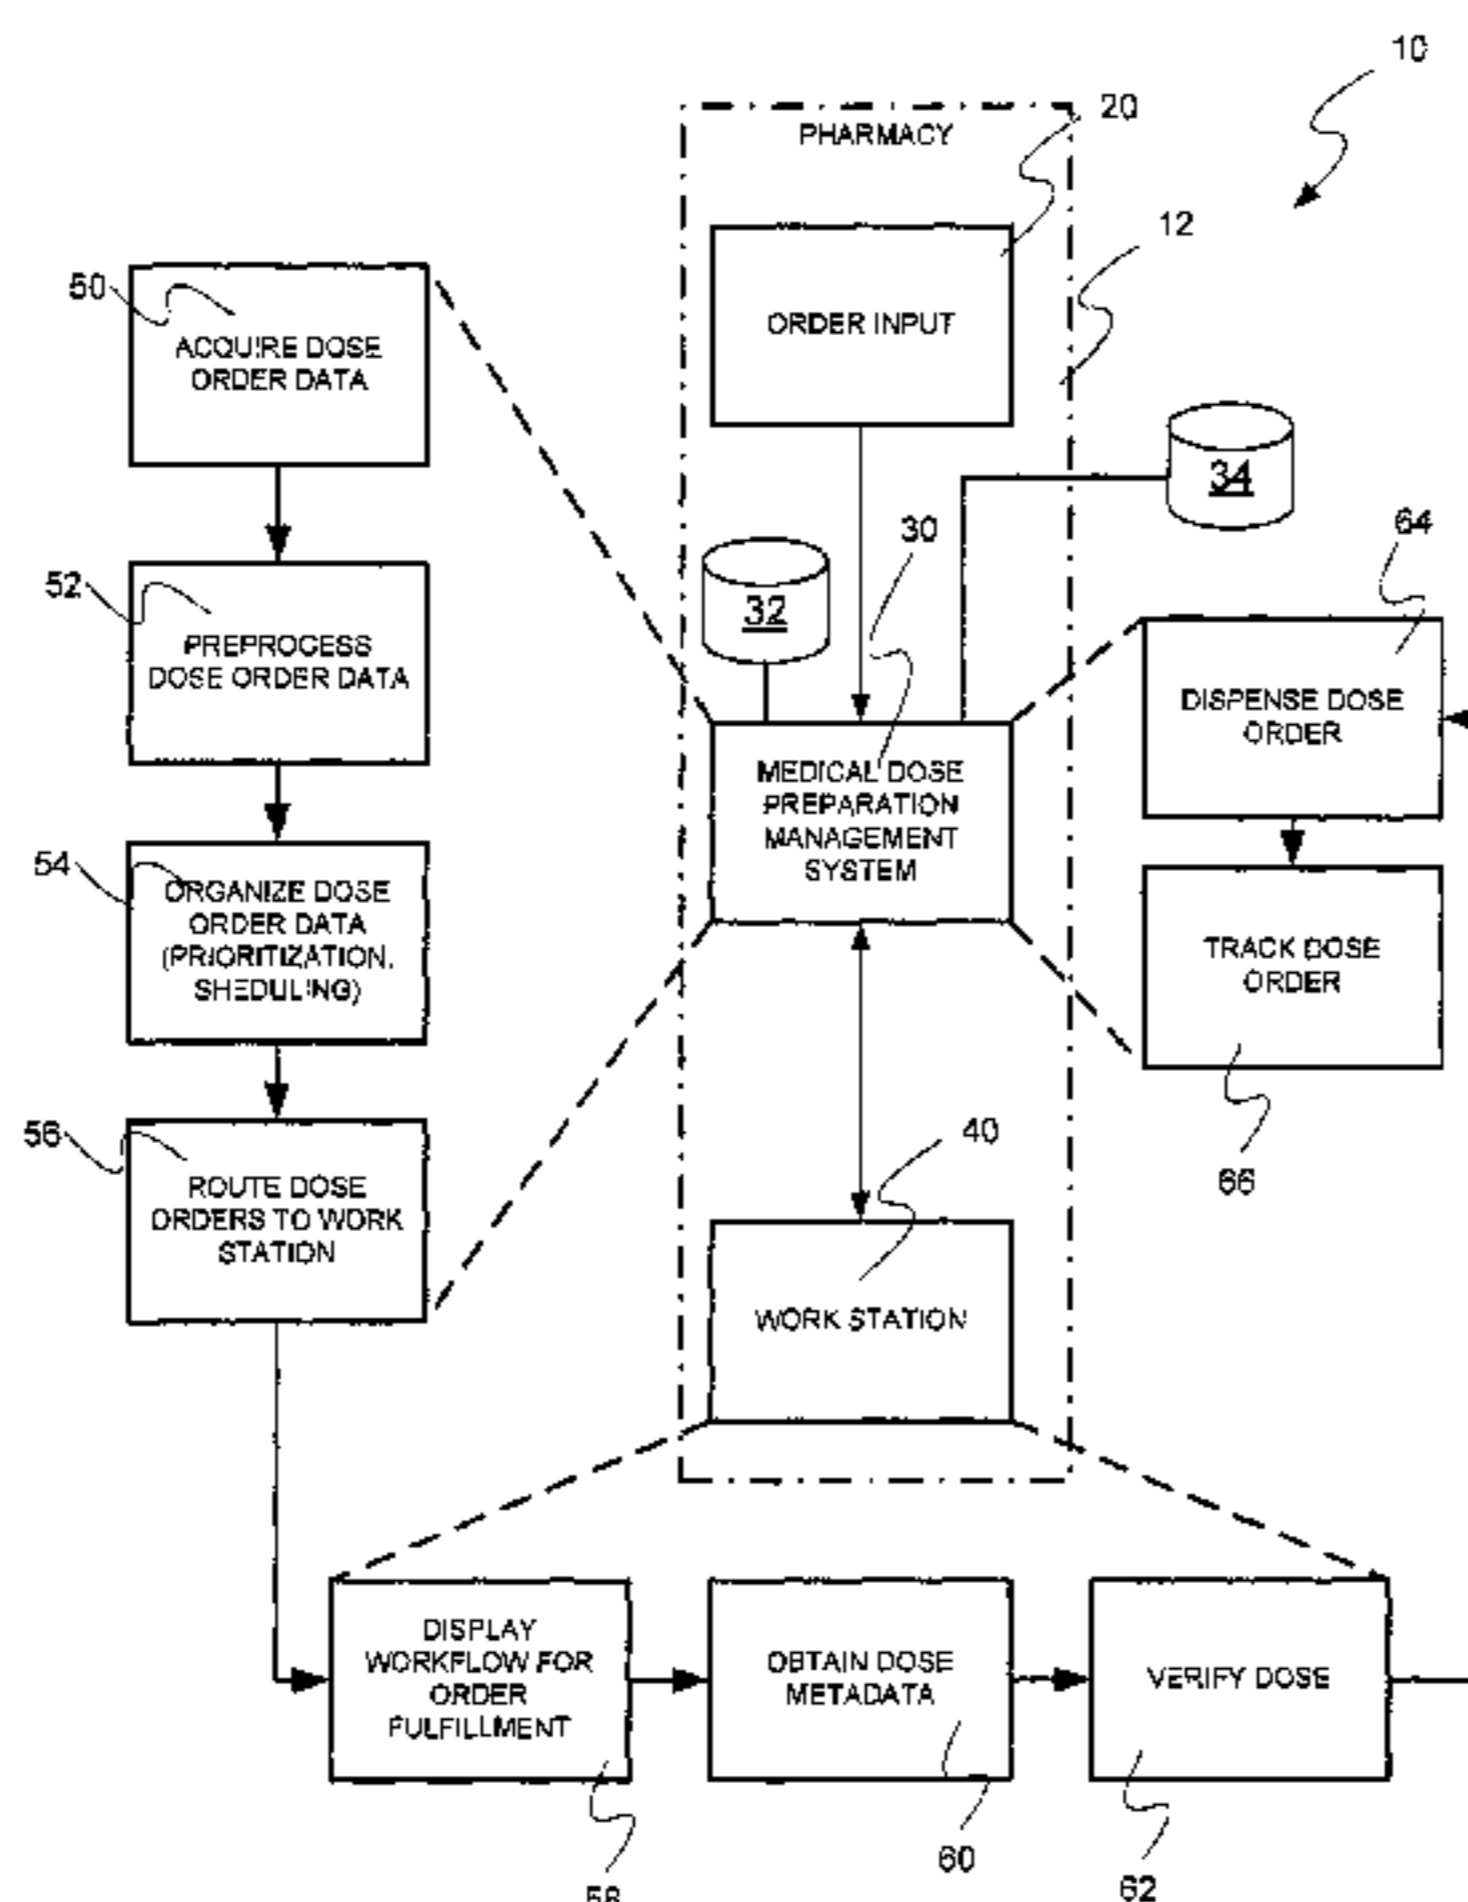 10
20
PHARMACY
12
50
ORDER INPUT
ACQUIRE DOSE
ORDER DATA
34
64
30
52
32
PREPROCESS
DOSE ORDER DATA
DISPENSE DOSE
ORDER
MEDICAL DOSE
PREPARATION
MANAGEMENT
SYSTEM
54
ORGANIZE DOSE
ORDER DATA
(PRIORITIZATION,
SHEDULING)
TRACK DOSE
ORDER
56
40
66
ROUTE DOSE
ORDERS TO WORK
STATION
WORK STATION
DISPLAY
WORKFLOW FOR
ORDER
FULFILLMENT
OBTAIN DOSE
METADATA
VERIFY DOSE
60
62
58